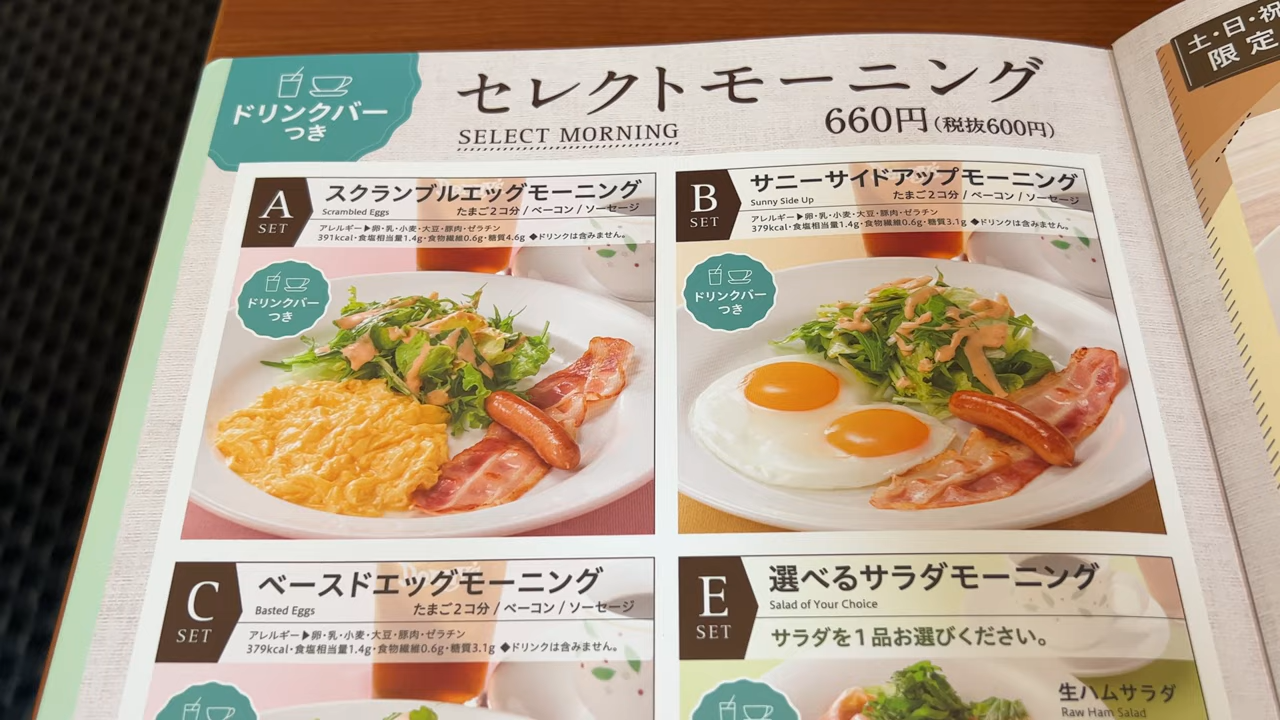 ドリンクバー
つき
セレクトモーニング
SELECT MORNING
660円(税抜600円)
土・日・祝
限定
A
SET
スクランブルエッグモーニング
Scrambled Eggs
たまご2コ分 / ベーコン / ソーセージ
アレルギー▶卵・乳・小麦・大豆・豚肉・ゼラチン
391kcal・食塩相当量1.4g・食物繊維0.6g・糖質4.6g ◆ドリンクは含みません。
ドリンクバー
つき
B
SET
サニーサイドアップモーニング
Sunny Side Up
たまご2コ分 / ベーコン / ソーセージ
アレルギー▶卵・乳・小麦・大豆・豚肉・ゼラチン
379kcal・食塩相当量1.4g・食物繊維0.6g・糖質3.1g ◆ドリンクは含みません。
ドリンクバー
つき
C
SET
ベースドエッグモーニング
Basted Eggs
たまご2コ分 / ベーコン / ソーセージ
アレルギー▶卵・乳・小麦・大豆・豚肉・ゼラチン
379kcal・食塩相当量1.4g・食物繊維0.6g・糖質3.1g ◆ドリンクは含みません。
E
SET
選べるサラダモーニング
Salad of Your Choice
サラダを1品お選びください。
生ハムサラダ
Raw Ham Salad